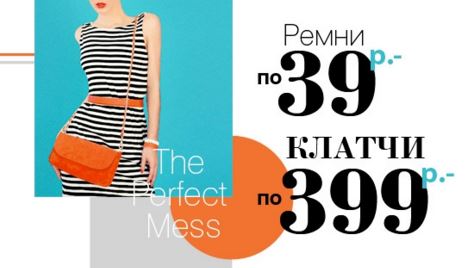 Ремни
по 39 р.-
КЛАТЧИ
по 399 р.-
The
Perfect
Mess